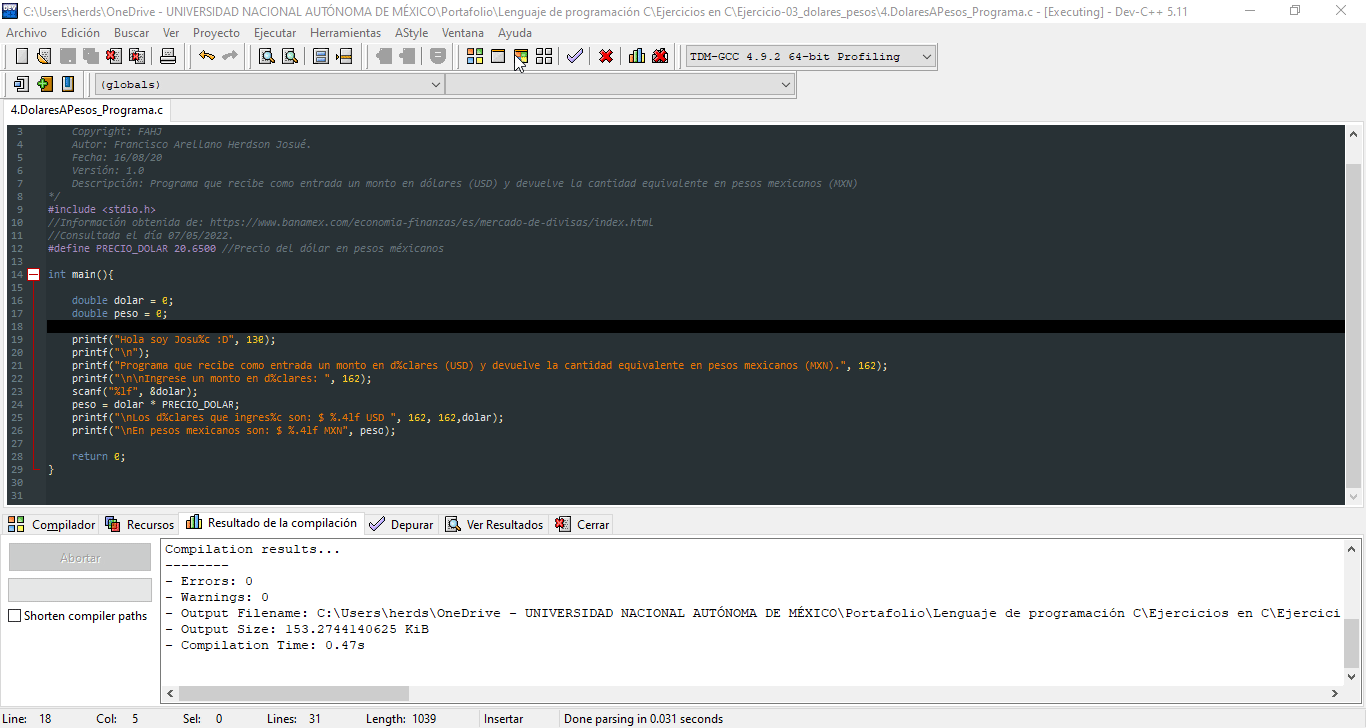 C:\Users\herds\OneDrive - UNIVERSIDAD NACIONAL AUTÓNOMA DE MÉXICO\Portafolio\Lenguaje de programación C\Ejercicios en C\Ejercicio-03_dolares_pesos\4.DolaresAPesos_Programa.c - [Executing] - Dev-C++ 5.11
Archivo Edición Buscar Ver Proyecto Ejecutar Herramientas AStyle Ventana Ayuda
TDM-GCC 4.9.2 64-bit Profiling
(globals)
4.DolaresAPesos_Programa.c
3 Copyright: FAHJ
4 Autor: Francisco Arellano Herdson Josué.
5 Fecha: 16/08/20
6 Versión: 1.0
7 Descripción: Programa que recibe como entrada un monto en dólares (USD) y devuelve la cantidad equivalente en pesos mexicanos (MXN)
8 */
9 #include <stdio.h>
10 //Información obtenida de: https://www.banamex.com/economia-finanzas/es/mercado-de-divisas/index.html
11 //Consultada el día 07/05/2022.
12 #define PRECIO_DOLAR 20.6500 //Precio del dólar en pesos méxicanos
13
14 int main(){
15
16 double dolar = 0;
17 double peso = 0;
18
19 printf("Hola soy Josu%c :D", 130);
20 printf("\n");
21 printf("Programa que recibe como entrada un monto en d%clares (USD) y devuelve la cantidad equivalente en pesos mexicanos (MXN).", 162);
22 printf("\n\nIngrese un monto en d%clares: ", 162);
23 scanf("%lf", &dolar);
24 peso = dolar * PRECIO_DOLAR;
25 printf("\nLos d%clares que ingres%c son: $ %.4lf USD ", 162, 162,dolar);
26 printf("\nEn pesos mexicanos son: $ %.4lf MXN", peso);
27
28 return 0;
29 }
30
31
Compilador Recursos Resultado de la compilación Depurar Ver Resultados Cerrar
Abortar
Shorten compiler paths
Compilation results...
--------
- Errors: 0
- Warnings: 0
- Output Filename: C:\Users\herds\OneDrive - UNIVERSIDAD NACIONAL AUTÓNOMA DE MÉXICO\Portafolio\Lenguaje de programación C\Ejercicios en C\Ejercici
- Output Size: 153.2744140625 KiB
- Compilation Time: 0.47s
Line: 18 Col: 5 Sel: 0 Lines: 31 Length: 1039 Insertar Done parsing in 0.031 seconds